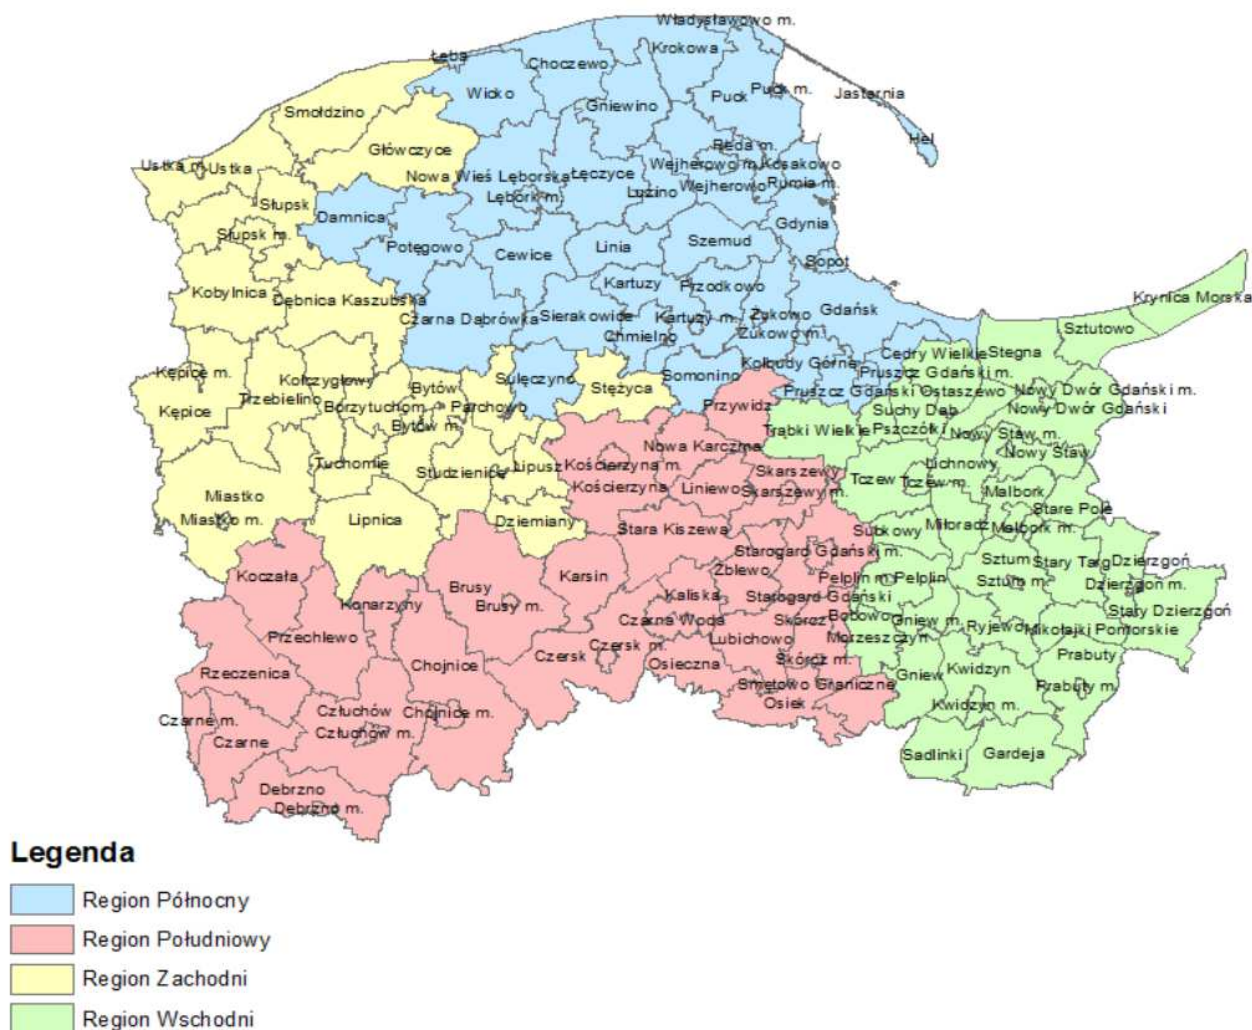 Władysławowo m.
Łeba
Choczewo
Krokowa
Wicko
Gniewino
Puck
Puck m.
Jastarnia
Hel
Smołdzino
Główczyce
Ustka m.
Ustka
Nowa Wieś Lęborska
Łęczyce
Reda m.
Wejherowo m.
Kosakowo
Lębork m.
Luzino
Wejherowo
Rumia m.
Słupsk
Damnica
Słupsk m.
Potęgowo
Cewice
Linia
Szemud
Gdynia
Sopot
Kobylnica
Dębnica Kaszubska
Kartuzy
Przodkowo
Krynica Morska
Czarna Dąbrówka
Sierakowice
Kartuzy m.
Żukowo
Gdańsk
Sztutowo
Chmielno
Żukowo m.
Cedry Wielkie
Stegna
Kępice m.
Kołczygłowy
Bytów
Sulęczyno
Stężyca
Somonino
Kolbudy Górne
Pruszcz Gdański m.
Trzebielino
Pruszcz Gdański
Ostaszewo
Nowy Dwór Gdański m.
Kępice
Borzytuchom
Parchowo
Przywidz
Suchy Dąb
Nowy Dwór Gdański
Bytów m.
Trąbki Wielkie
Pszczółki
Nowy Staw m.
Nowa Karczma
Nowy Staw
Tuchomie
Studzienice
Lipusz
Kościerzyna m.
Skarszewy
Lichnowy
Tczew
Tczew m.
Kościerzyna
Liniewo
Skarszewy m.
Malbork
Miastko
Stare Pole
Miastko m.
Lipnica
Dziemiany
Stara Kiszewa
Subkowy
Miłoradz
Malbork m.
Starogard Gdański m.
Sztum
Stary Targ
Dzierzgoń
Koczała
Karsin
Zblewo
Pelplin m.
Pelplin
Sztum m.
Dzierzgoń m.
Brusy
Kaliska
Starogard Gdański
Konarzyny
Brusy m.
Stary Dzierzgoń
Czarna Woda
Skórcz
Bobowo
Gniew m.
Ryjewo
Mikołajki Pomorskie
Przechlewo
Lubichowo
Morzeszczyn
Czersk m.
Czersk
Chojnice
Osieczna
Skórcz m.
Prabuty
Rzeczenica
Gniew
Kwidzyn
Smętowo Graniczne
Prabuty m.
Człuchów
Chojnice m.
Osiek
Kwidzyn m.
Czarne m.
Człuchów m.
Czarne
Sadlinki
Gardeja
Debrzno
Debrzno m.
Legenda
Region Północny
Region Południowy
Region Zachodni
Region Wschodni